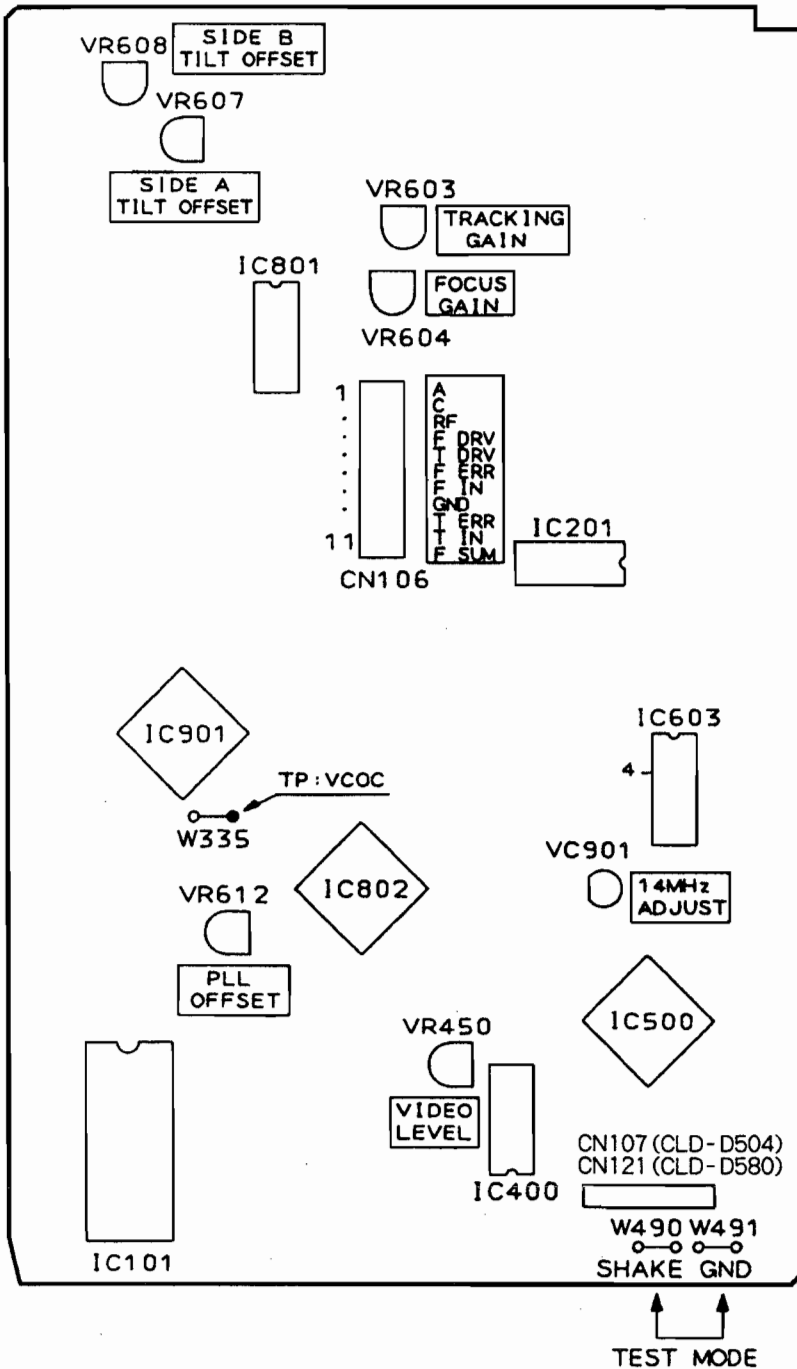 VR608
SIDE B
TILT OFFSET
VR607
SIDE A
TILT OFFSET
VR603
TRACKING
GAIN
IC801
FOCUS
GAIN
VR604
1
.
.
.
.
.
.
11
A
C
RF
F DRV
T DRV
F ERR
F IN
GND
T ERR
T IN
F SUM
CN106
IC201
IC901
TP:VCOC
W335
IC603
4
IC802
VC901
14MHz
ADJUST
VR612
PLL
OFFSET
IC500
VR450
VIDEO
LEVEL
IC400
CN107(CLD-D504)
CN121(CLD-D580)
W490 W491
SHAKE GND
IC101
TEST MODE